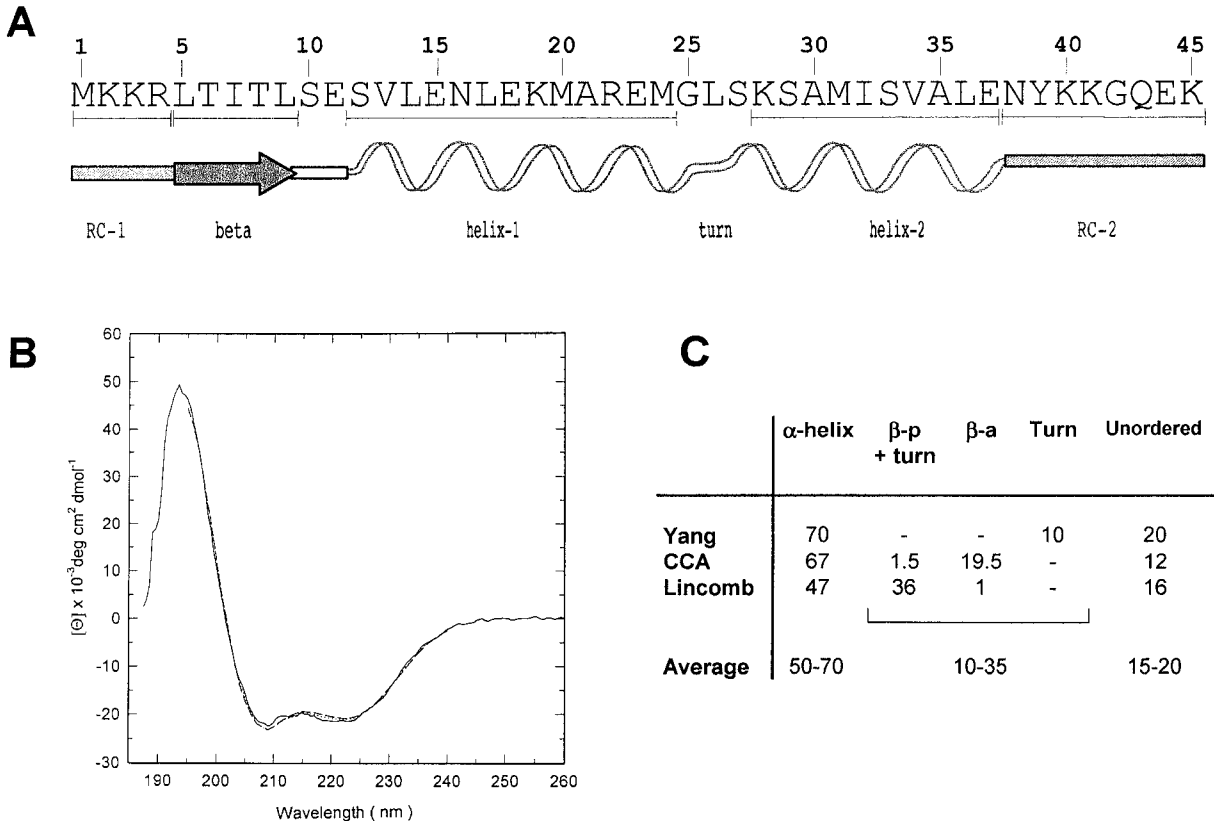 A
1 5 10 15 20 25 30 35 40 45
MKKRLTITLSESVLENLEKMAREMGLSKSAMISVALENYKKGQEK
RC-1 beta helix-1 turn helix-2 RC-2
B
60
50
40
30
20
10
0
-10
-20
-30
[Θ] x 10⁻³deg cm² dmol⁻¹
190 200 210 220 230 240 250 260
Wavelength ( nm )
C
α-helix β-p + turn β-a Turn Unordered
Yang 70 - - 10 20
CCA 67 1.5 19.5 - 12
Lincomb 47 36 1 - 16
Average 50-70 10-35 15-20